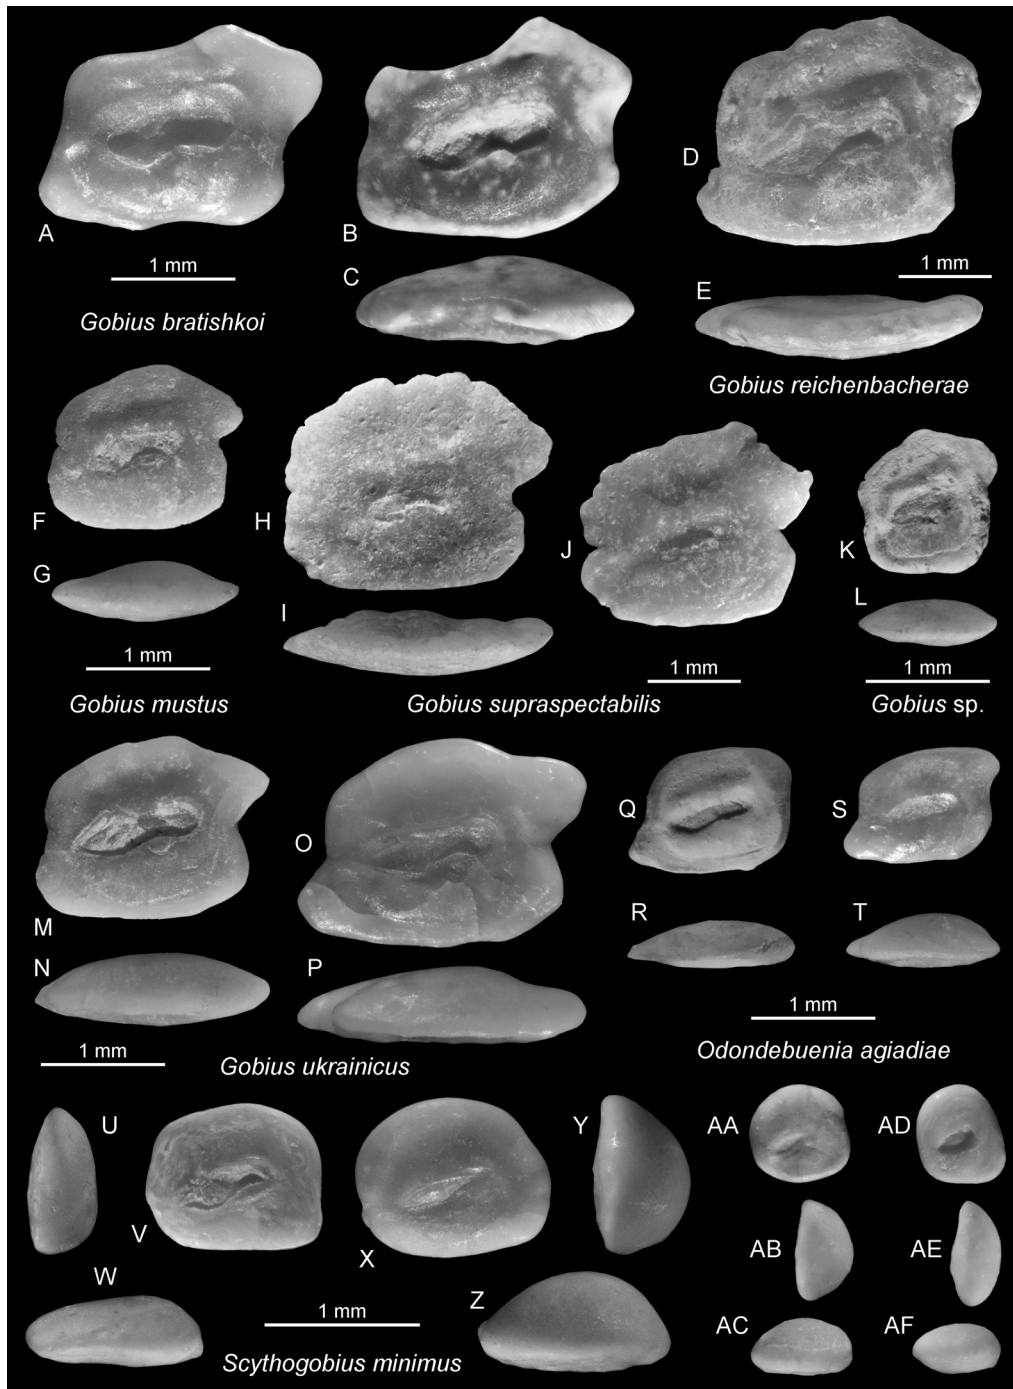 A
B
D
1 mm
C
1 mm
Gobius bratishkoi
E
Gobius reichenbacherae
F
H
J
K
G
I
L
1 mm
1 mm
1 mm
Gobius mustus
Gobius supraspectabilis
Gobius sp.
M
O
Q
S
N
P
R
T
1 mm
1 mm
Gobius ukrainicus
Odondebuenia agiadiae
U
V
X
Y
AA
AD
W
Z
AB
AE
1 mm
AC
AF
Scythogobius minimus